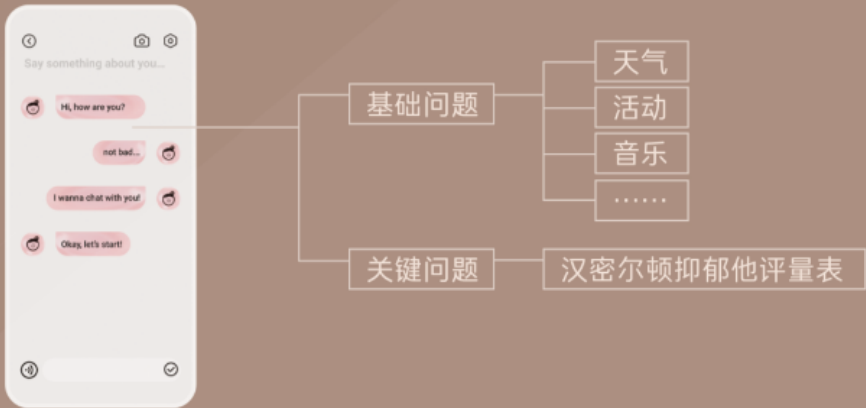 Say something about you...
Hi, how are you?
not bad...
I wanna chat with you!
Okay, let's start!
基础问题
天气
活动
音乐
……
关键问题
汉密尔顿抑郁他评量表